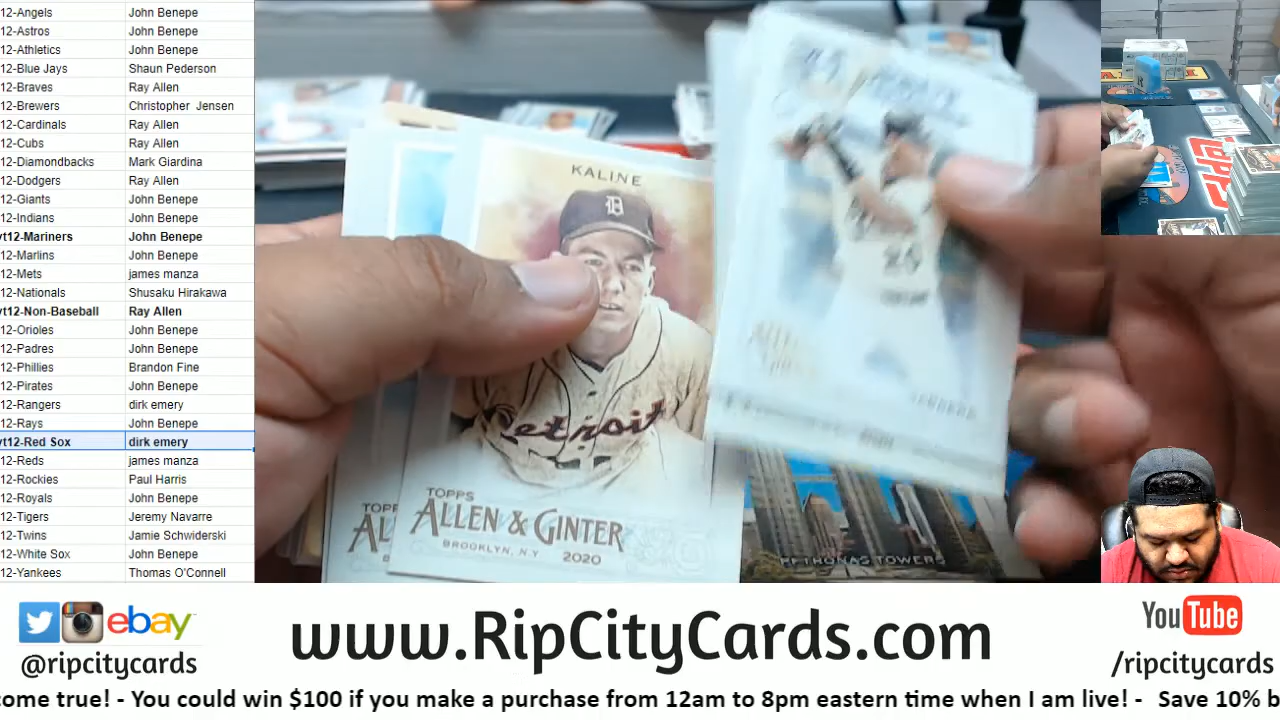 12-Angels John Benepe
12-Astros John Benepe
12-Athletics John Benepe
12-Blue Jays Shaun Pederson
12-Braves Ray Allen
12-Brewers Christopher Jensen
12-Cardinals Ray Allen
12-Cubs Ray Allen
12-Diamondbacks Mark Giardina
12-Dodgers Ray Allen
12-Giants John Benepe
12-Indians John Benepe
yt12-Mariners John Benepe
12-Marlins John Benepe
12-Mets james manza
12-Nationals Shusaku Hirakawa
yt12-Non-Baseball Ray Allen
12-Orioles John Benepe
12-Padres John Benepe
12-Phillies Brandon Fine
12-Pirates John Benepe
12-Rangers dirk emery
12-Rays John Benepe
yt12-Red Sox dirk emery
12-Reds james manza
12-Rockies Paul Harris
12-Royals John Benepe
12-Tigers Jeremy Navarre
12-Twins Jamie Schwiderski
12-White Sox John Benepe
12-Yankees Thomas O'Connell
KALINE
D
Detroit
TOPPS
ALLEN & GINTER
BROOKLYN, N.Y. 2020
TOPP
AL
PETRONAS TOWERS
TOPPS
ebay
@ripcitycards
www.RipCityCards.com
YouTube
/ripcitycards
come true! - You could win $100 if you make a purchase from 12am to 8pm eastern time when I am live! - Save 10% b